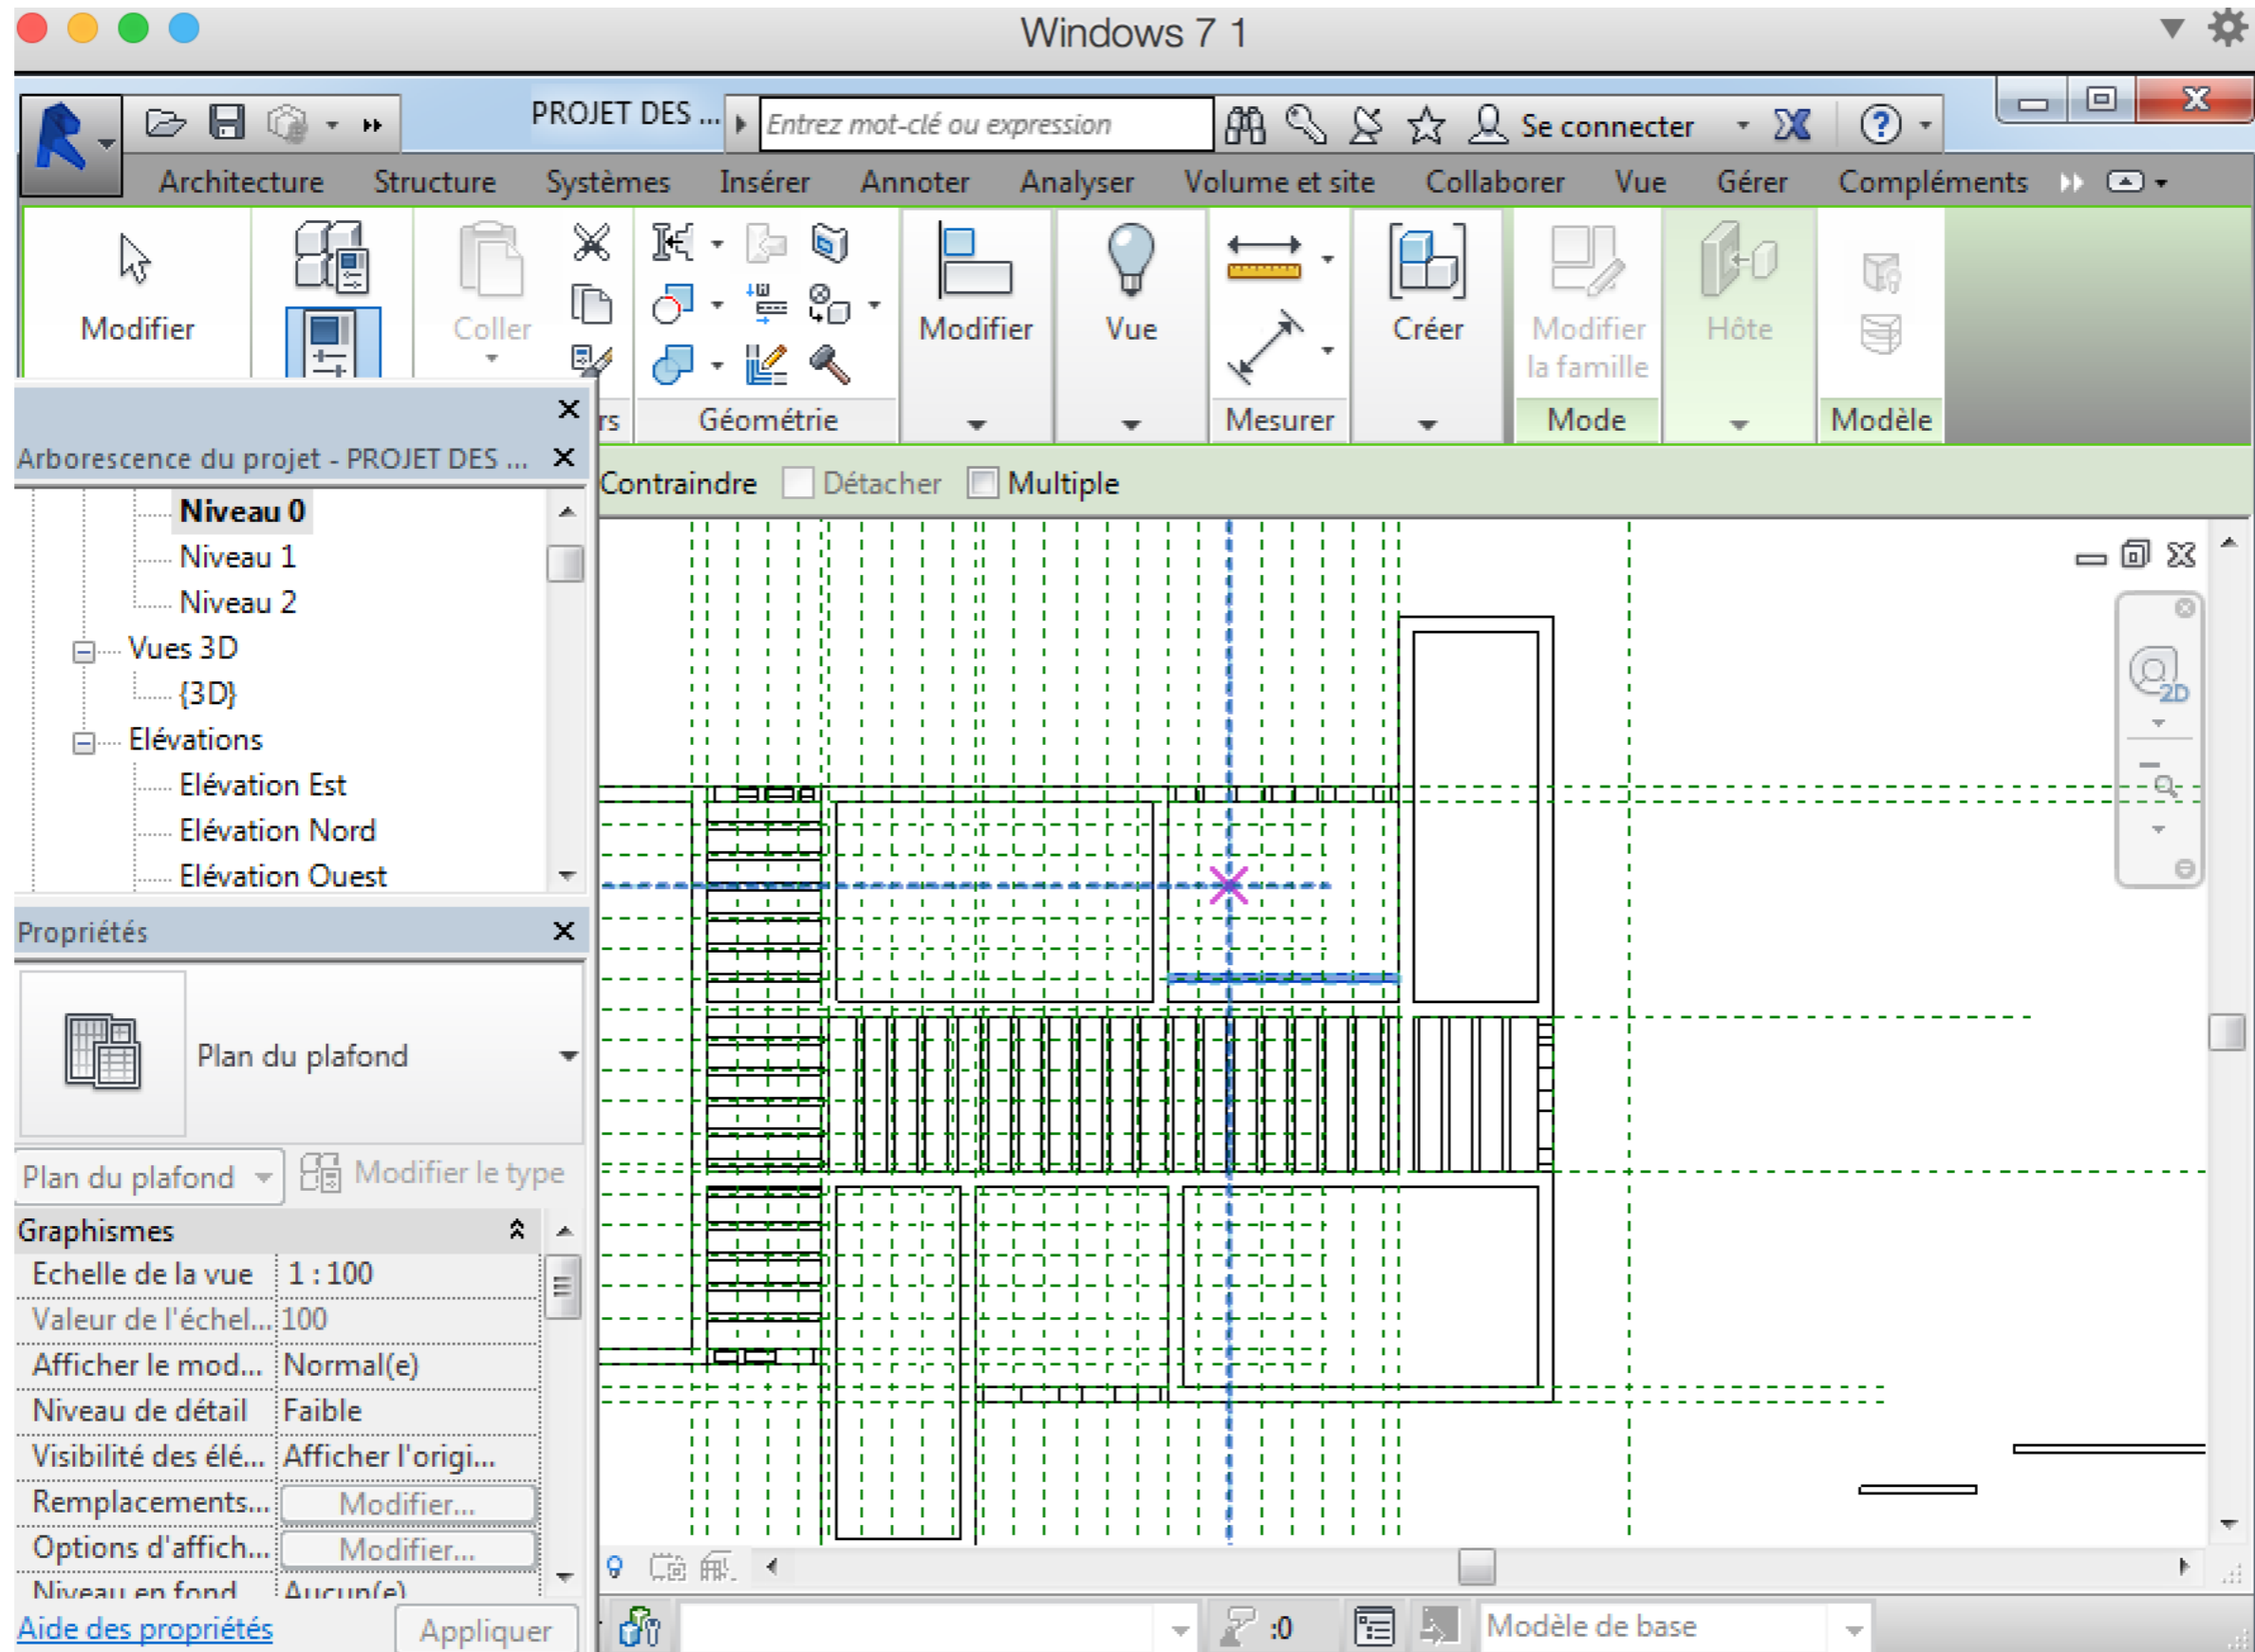 Windows 7 1
PROJET DES ...
Entrez mot-clé ou expression
Se connecter
Architecture Structure Systèmes Insérer Annoter Analyser Volume et site Collaborer Vue Gérer Compléments
Modifier
Coller
Modifier
Vue
Créer
Modifier
la famille
Hôte
rs
Géométrie
Mesurer
Mode
Modèle
Arborescence du projet - PROJET DES ...
Contraindre Détacher Multiple
Niveau 0
Niveau 1
Niveau 2
Vues 3D
{3D}
Elévations
Elévation Est
Elévation Nord
Elévation Ouest
2D
Propriétés
Plan du plafond
Plan du plafond Modifier le type
Graphismes
Echelle de la vue 1 : 100
Valeur de l'échel... 100
Afficher le mod... Normal(e)
Niveau de détail Faible
Visibilité des élé... Afficher l'origi...
Remplacements... Modifier...
Options d'affich... Modifier...
Niveau en fond Aucun(e)
Aide des propriétés Appliquer
:0 Modèle de base